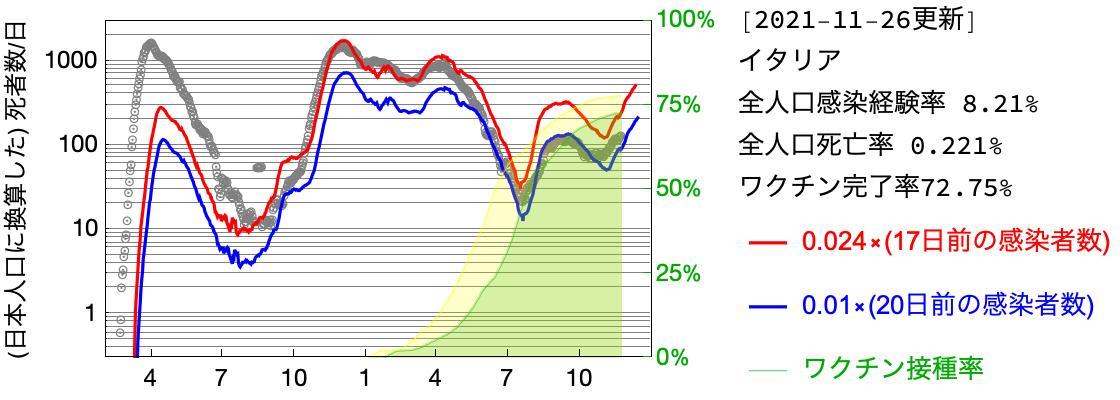 (日本人口に換算した) 死者数/日
1000
100
10
1
100%
75%
50%
25%
0%
4 7 10 1 4 7 10
[2021-11-26更新]
イタリア
全人口感染経験率 8.21%
全人口死亡率 0.221%
ワクチン完了率72.75%
0.024×(17日前の感染者数)
0.01×(20日前の感染者数)
ワクチン接種率